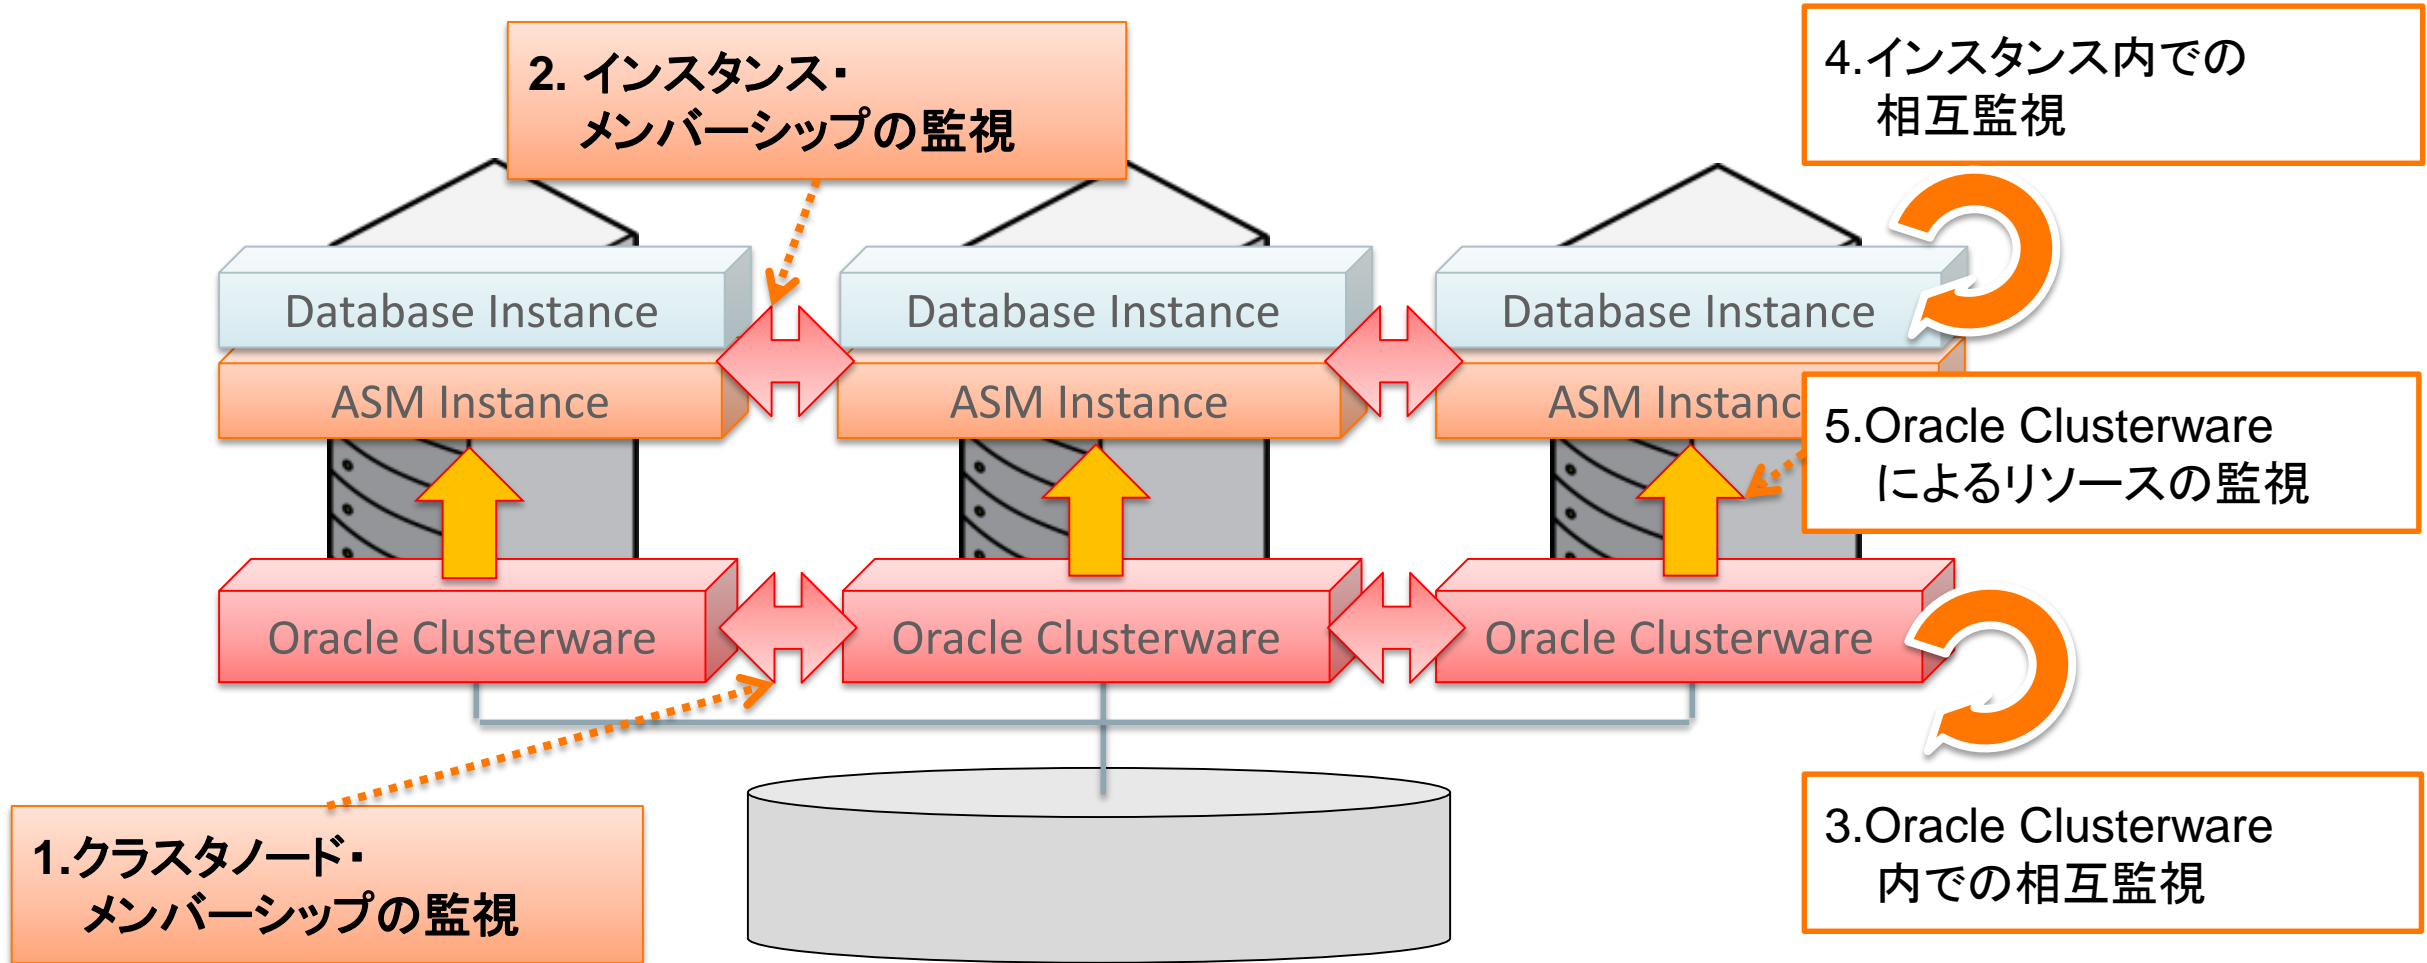 2. インスタンス・
メンバーシップの監視
4.インスタンス内での
相互監視
Database Instance
Database Instance
Database Instance
ASM Instance
ASM Instance
ASM Instanc
5.Oracle Clusterware
によるリソースの監視
Oracle Clusterware
Oracle Clusterware
Oracle Clusterware
1.クラスタノード・
メンバーシップの監視
3.Oracle Clusterware
内での相互監視